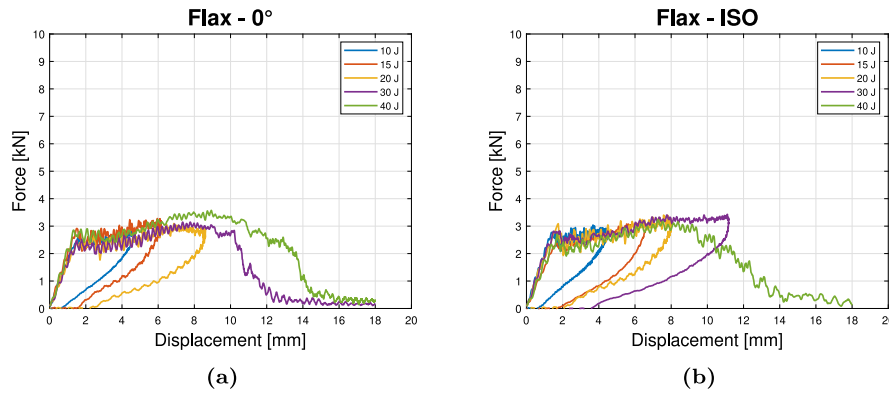 Flax - 0°
10
9
8
7
6
5
4
3
2
1
0
Force [kN]
10 J
15 J
20 J
30 J
40 J
0 2 4 6 8 10 12 14 16 18 20
Displacement [mm]
(a)
Flax - ISO
10
9
8
7
6
5
4
3
2
1
0
Force [kN]
10 J
15 J
20 J
30 J
40 J
0 2 4 6 8 10 12 14 16 18 20
Displacement [mm]
(b)